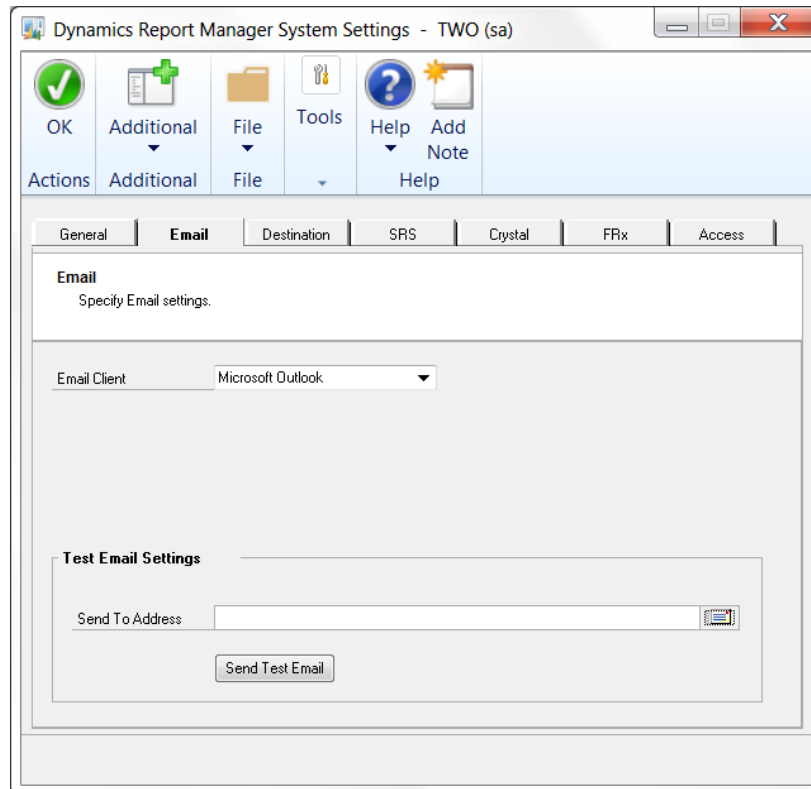 Dynamics Report Manager System Settings - TWO (sa)
OK
Additional
File
Tools
Help
Add Note
Actions
Additional
File
Help
General
Email
Destination
SRS
Crystal
FRx
Access
Email
Specify Email settings.
Email Client
Microsoft Outlook
Test Email Settings
Send To Address
Send Test Email